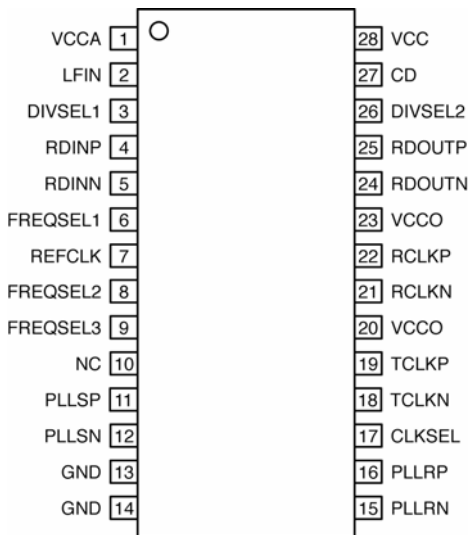 VCCA 1 28 VCC
LFIN 2 27 CD
DIVSEL1 3 26 DIVSEL2
RDINP 4 25 RDOUTP
RDINN 5 24 RDOUTN
FREQSEL1 6 23 VCCO
REFCLK 7 22 RCLKP
FREQSEL2 8 21 RCLKN
FREQSEL3 9 20 VCCO
NC 10 19 TCLKP
PLLSP 11 18 TCLKN
PLLSN 12 17 CLKSEL
GND 13 16 PLLRP
GND 14 15 PLLRN